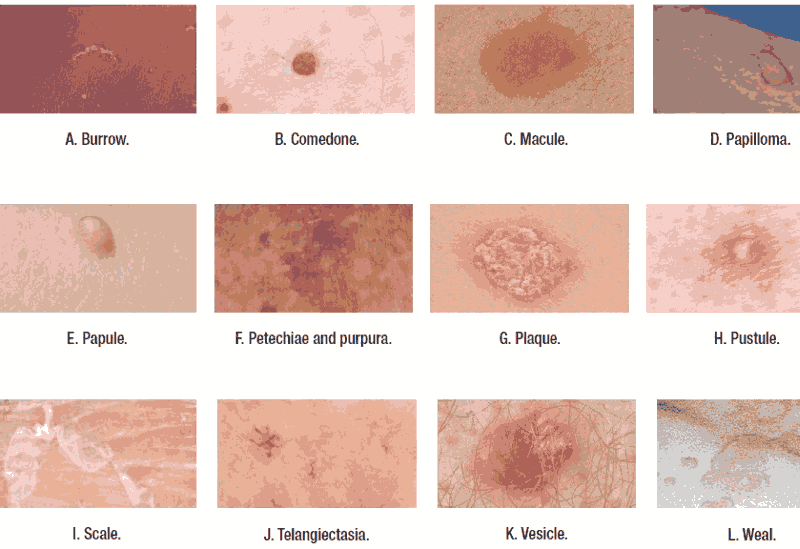 A. Burrow.
B. Comedone.
C. Macule.
D. Papilloma.
E. Papule.
F. Petechiae and purpura.
G. Plaque.
H. Pustule.
I. Scale.
J. Telangiectasia.
K. Vesicle.
L. Weal.